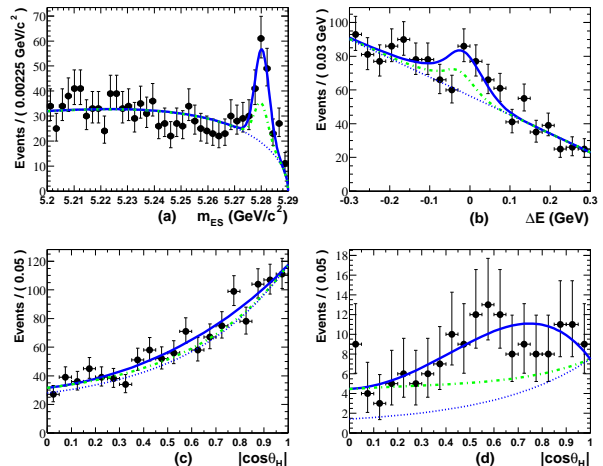 Events / ( 0.00225 GeV/c²)
70
60
50
40
30
20
10
0
5.2 5.21 5.22 5.23 5.24 5.25 5.26 5.27 5.28 5.29
(a) m_ES (GeV/c²)
Events / ( 0.03 GeV)
100
80
60
40
20
0
-0.3 -0.2 -0.1 0 0.1 0.2 0.3
(b) ΔE (GeV)
Events / ( 0.05)
140
120
100
80
60
40
20
0
0 0.1 0.2 0.3 0.4 0.5 0.6 0.7 0.8 0.9 1
(c) |cosθ_H|
Events / ( 0.05)
18
16
14
12
10
8
6
4
2
0
0 0.1 0.2 0.3 0.4 0.5 0.6 0.7 0.8 0.9 1
(d) |cosθ_H|